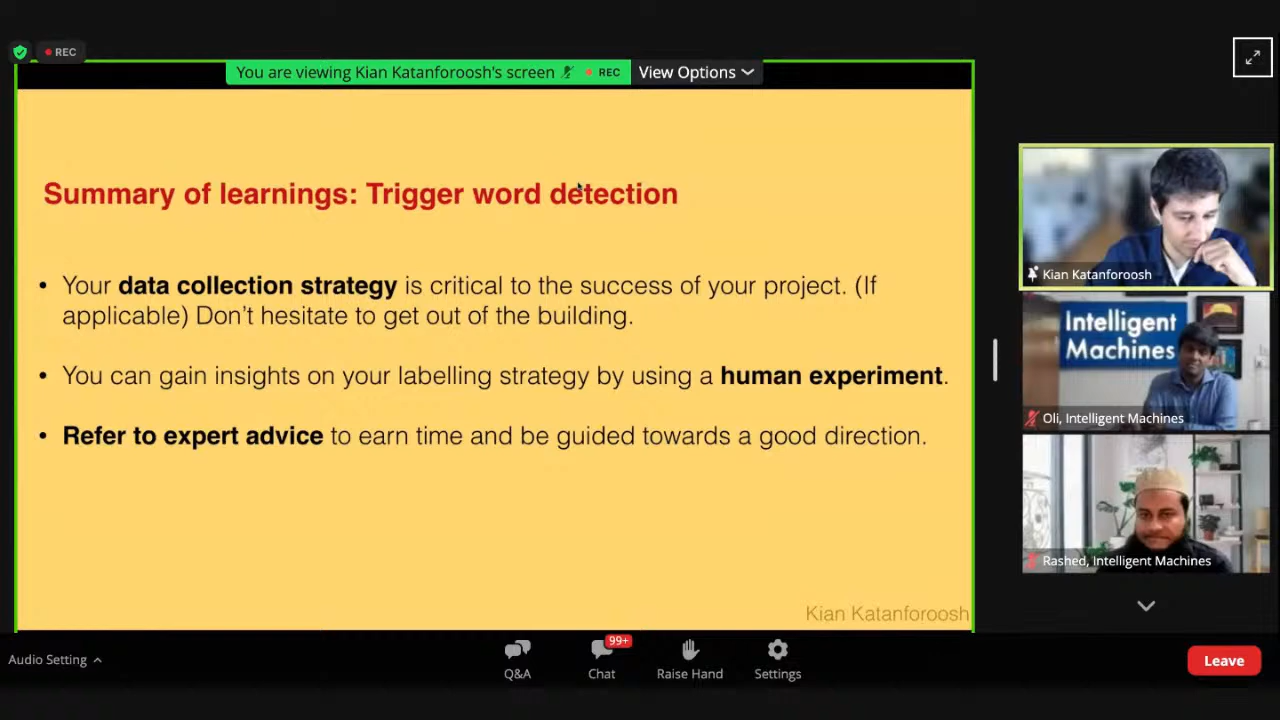 REC
You are viewing Kian Katanforoosh's screen
REC
View Options
Summary of learnings: Trigger word detection
• Your data collection strategy is critical to the success of your project. (If
applicable) Don't hesitate to get out of the building.
• You can gain insights on your labelling strategy by using a human experiment.
• Refer to expert advice to earn time and be guided towards a good direction.
Kian Katanforoosh
Kian Katanforoosh
Intelligent
Machines
Oli, Intelligent Machines
Rashed, Intelligent Machines
Audio Setting
Q&A
99+
Chat
Raise Hand
Settings
Leave